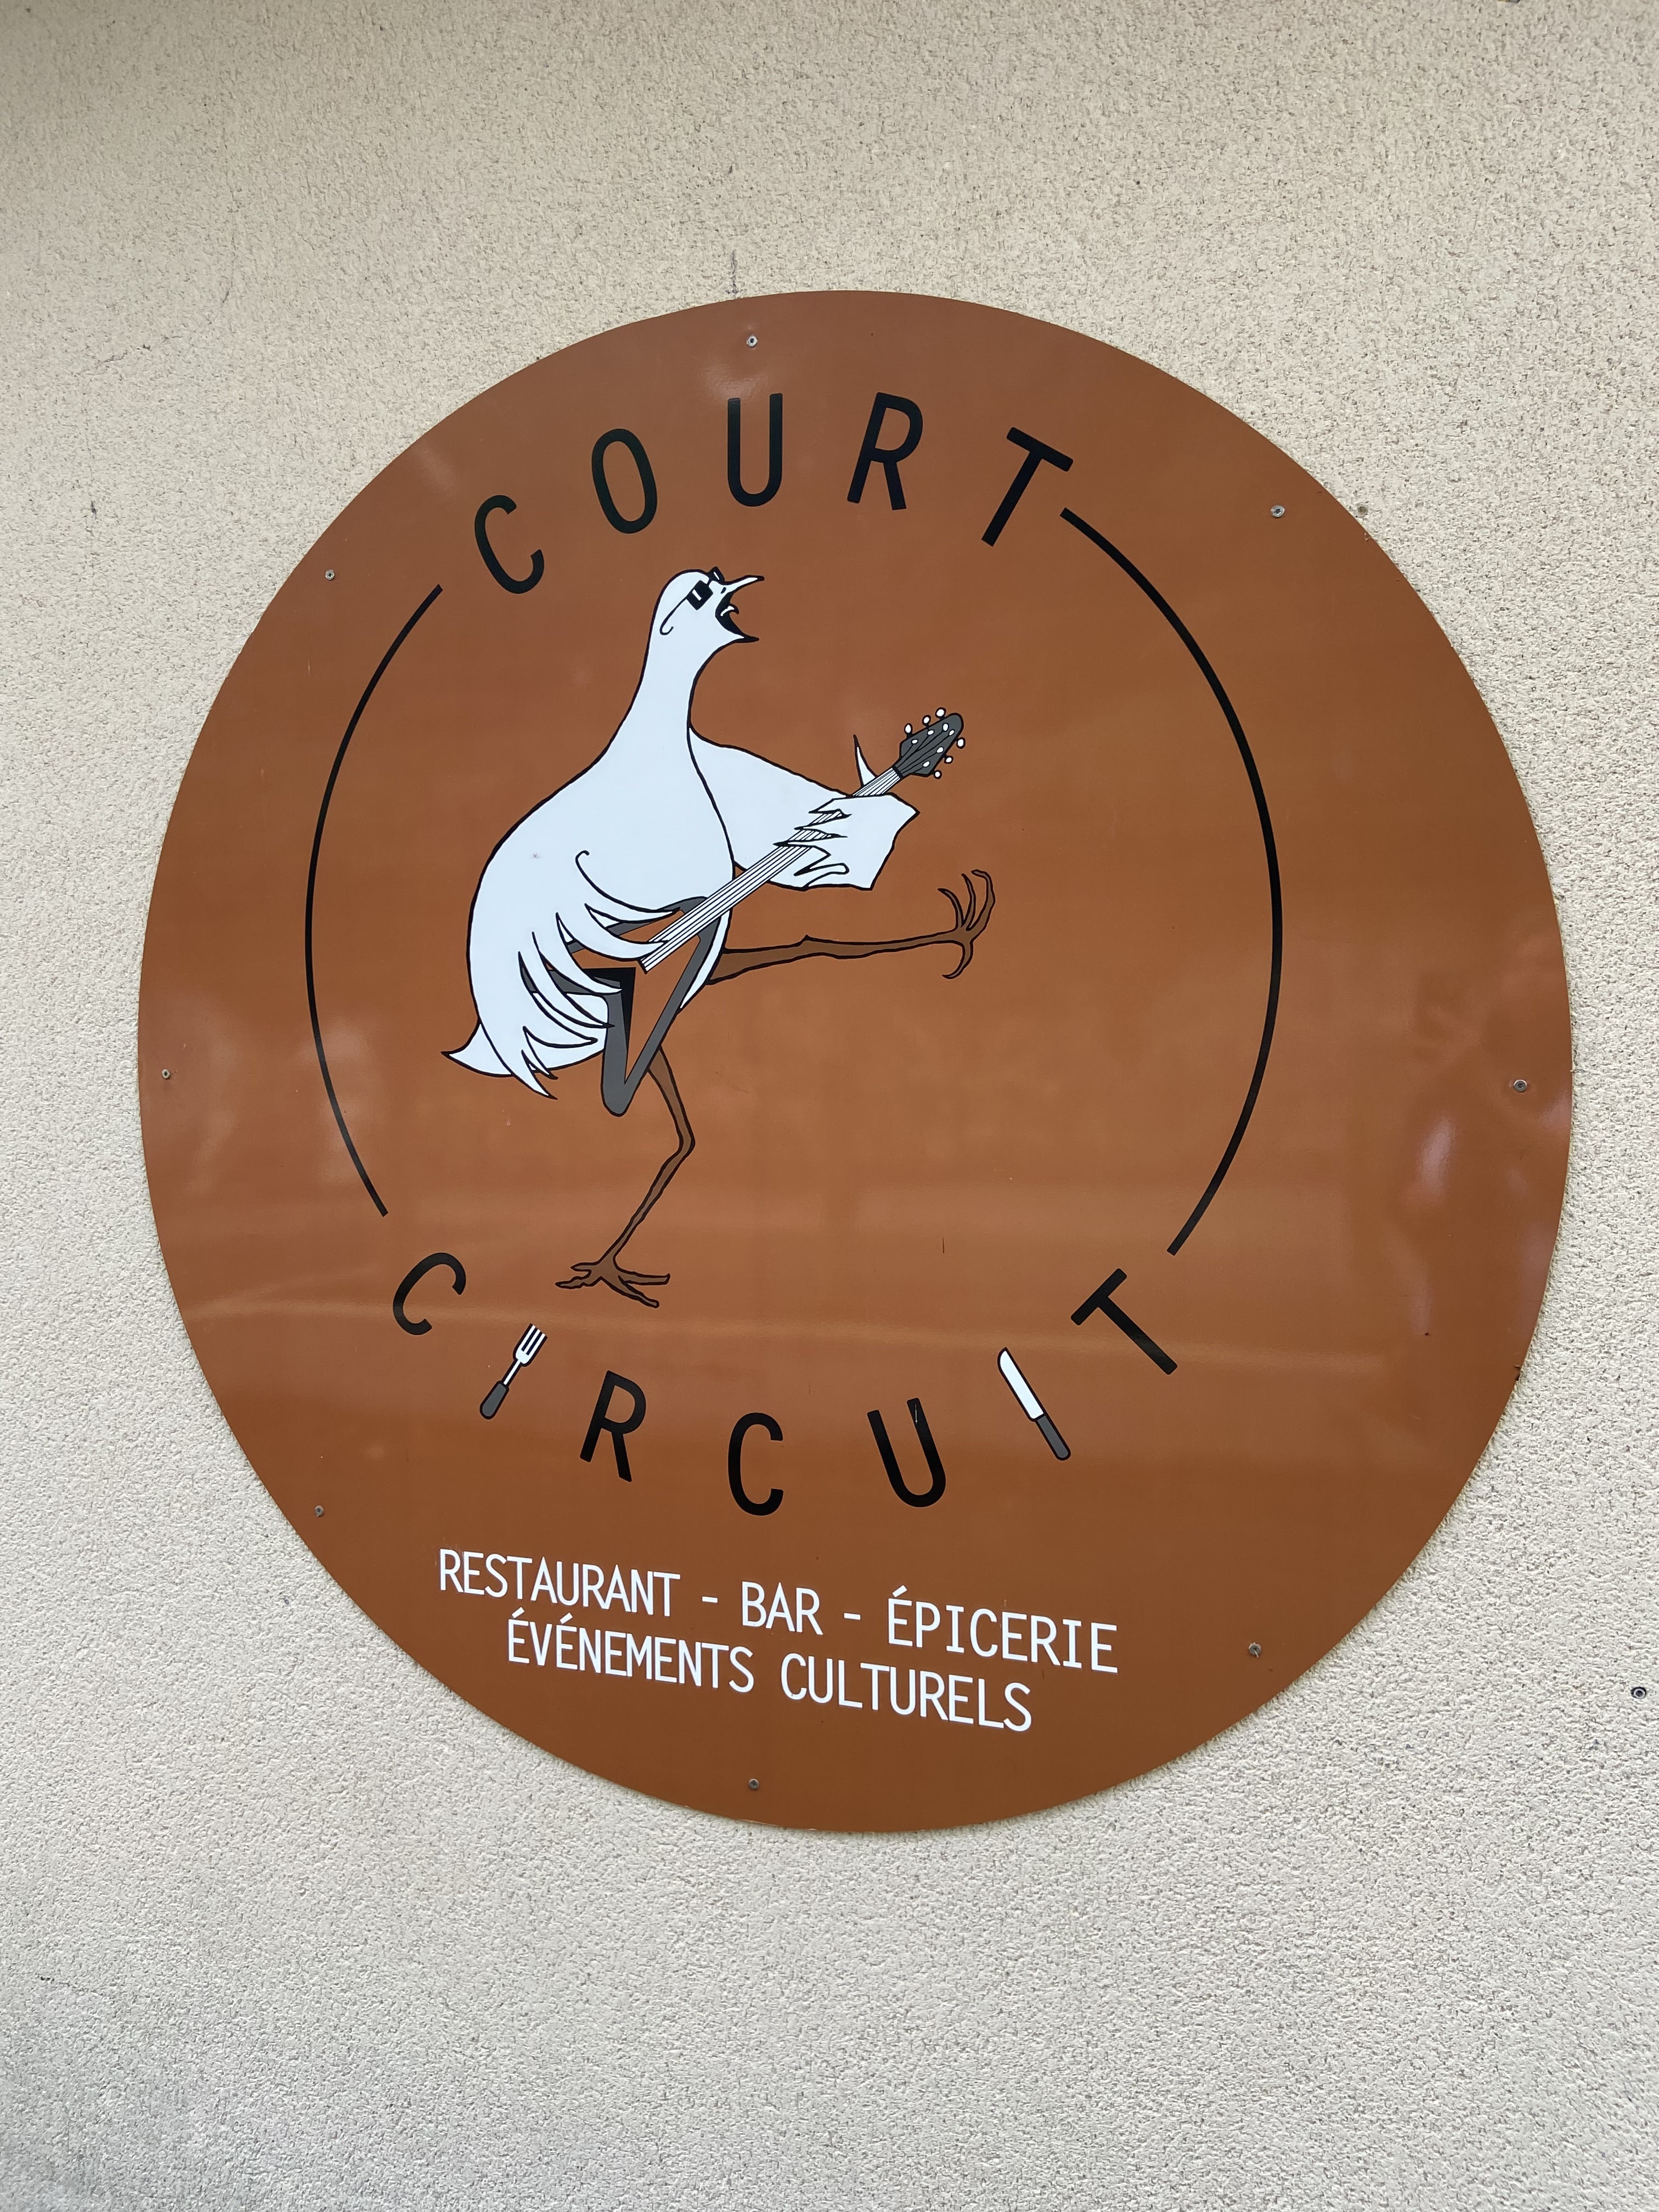 COURT
CIRCUIT
RESTAURANT - BAR - ÉPICERIE
ÉVÉNEMENTS CULTURELS